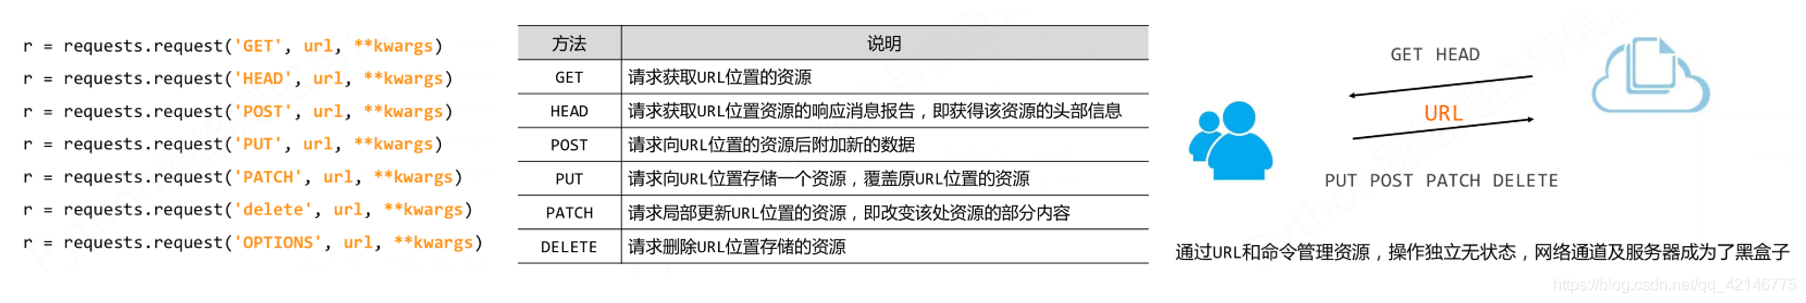 r = requests.request('GET', url, **kwargs)
r = requests.request('HEAD', url, **kwargs)
r = requests.request('POST', url, **kwargs)
r = requests.request('PUT', url, **kwargs)
r = requests.request('PATCH', url, **kwargs)
r = requests.request('delete', url, **kwargs)
r = requests.request('OPTIONS', url, **kwargs)
方法 说明
GET 请求获取URL位置的资源
HEAD 请求获取URL位置资源的响应消息报告，即获得该资源的头部信息
POST 请求向URL位置的资源后附加新的数据
PUT 请求向URL位置存储一个资源，覆盖原URL位置的资源
PATCH 请求局部更新URL位置的资源，即改变该处资源的部分内容
DELETE 请求删除URL位置存储的资源
GET HEAD
URL
PUT POST PATCH DELETE
通过URL和命令管理资源，操作独立无状态，网络通道及服务器成为了黑盒子
https://blog.csdn.net/qq_42146775